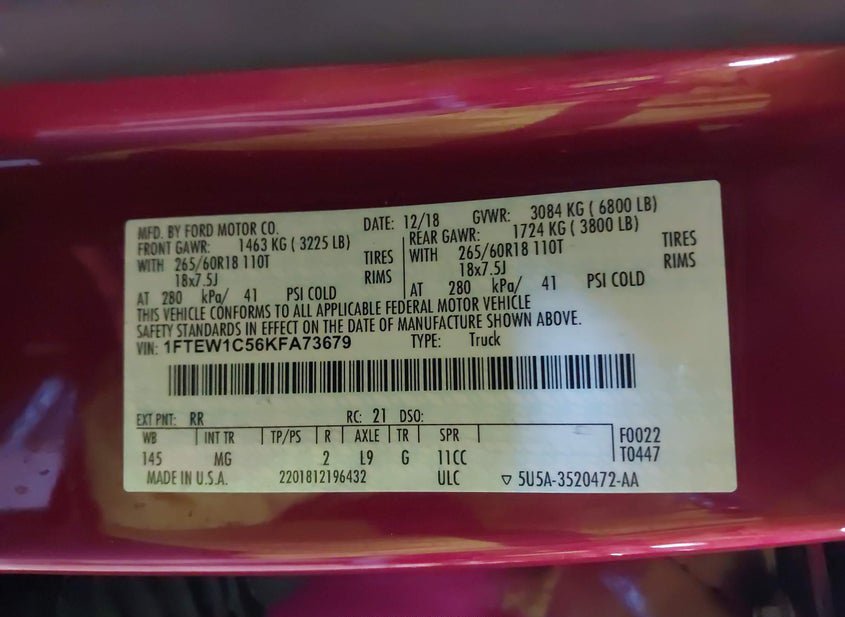 MFD. BY FORD MOTOR CO. DATE: 12/18 GVWR: 3084 KG ( 6800 LB)
FRONT GAWR: 1463 KG ( 3225 LB) REAR GAWR: 1724 KG ( 3800 LB)
WITH 265/60R18 110T TIRES WITH 265/60R18 110T TIRES
18x7.5J RIMS 18x7.5J RIMS
AT 280 kPa/ 41 PSI COLD AT 280 kPa/ 41 PSI COLD
THIS VEHICLE CONFORMS TO ALL APPLICABLE FEDERAL MOTOR VEHICLE
SAFETY STANDARDS IN EFFECT ON THE DATE OF MANUFACTURE SHOWN ABOVE.
VIN: 1FTEW1C56KFA73679 TYPE: Truck
EXT PNT: RR RC: 21 DSO:
WB INT TR TP/PS R AXLE TR SPR F0022
145 MG 2 L9 G 11CC T0447
MADE IN U.S.A. 2201812196432 ULC ▽ 5U5A-3520472-AA